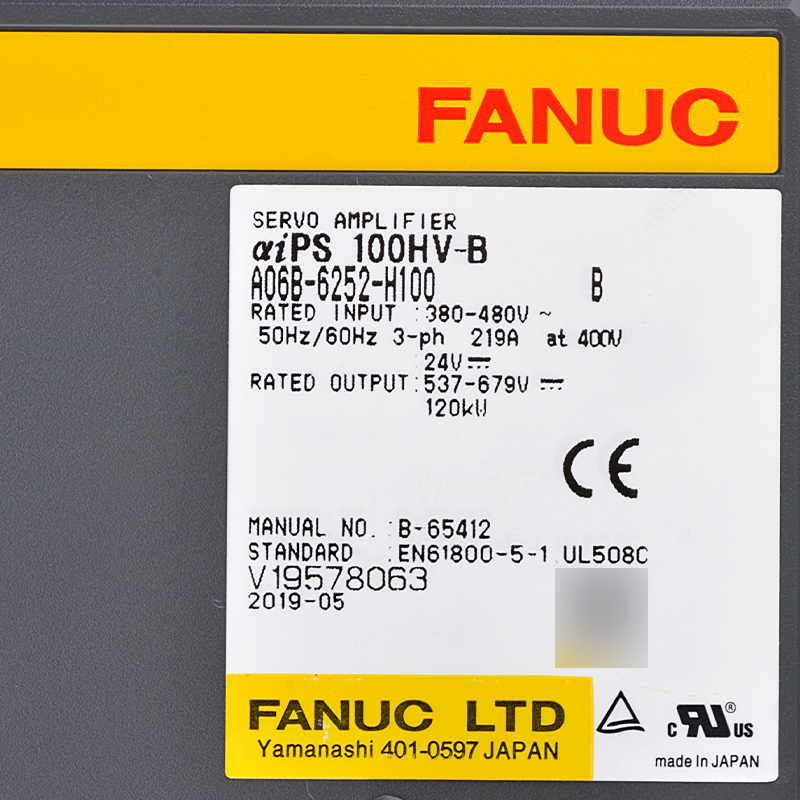 FANUC
SERVO AMPLIFIER
αiPS 100HV-B
A06B-6252-H100 B
RATED INPUT :380-480V ~
50Hz/60Hz 3-ph 219A at 400V
:24V⎓
RATED OUTPUT:537-679V ⎓
120kW
CE
MANUAL NO. :B-65412
STANDARD :EN61800-5-1,UL508C
V19578063
2019-05
FANUC LTD
Yamanashi 401-0597 JAPAN
c RU ® US
made In JAPAN